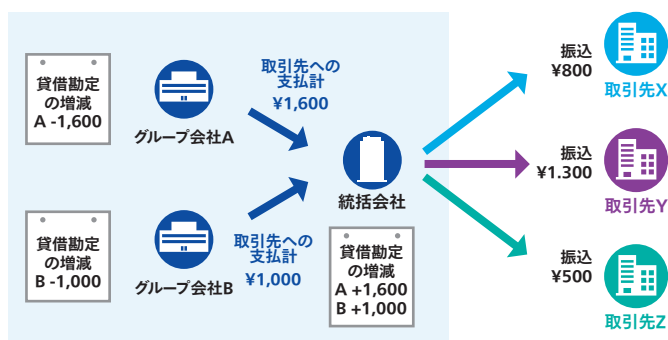 貸借勘定
の増減
A -1,600
グループ会社A
取引先への
支払計
¥1,600
貸借勘定
の増減
B -1,000
グループ会社B
取引先への
支払計
¥1,000
統括会社
貸借勘定
の増減
A +1,600
B +1,000
振込
¥800
取引先X
振込
¥1.300
取引先Y
振込
¥500
取引先Z